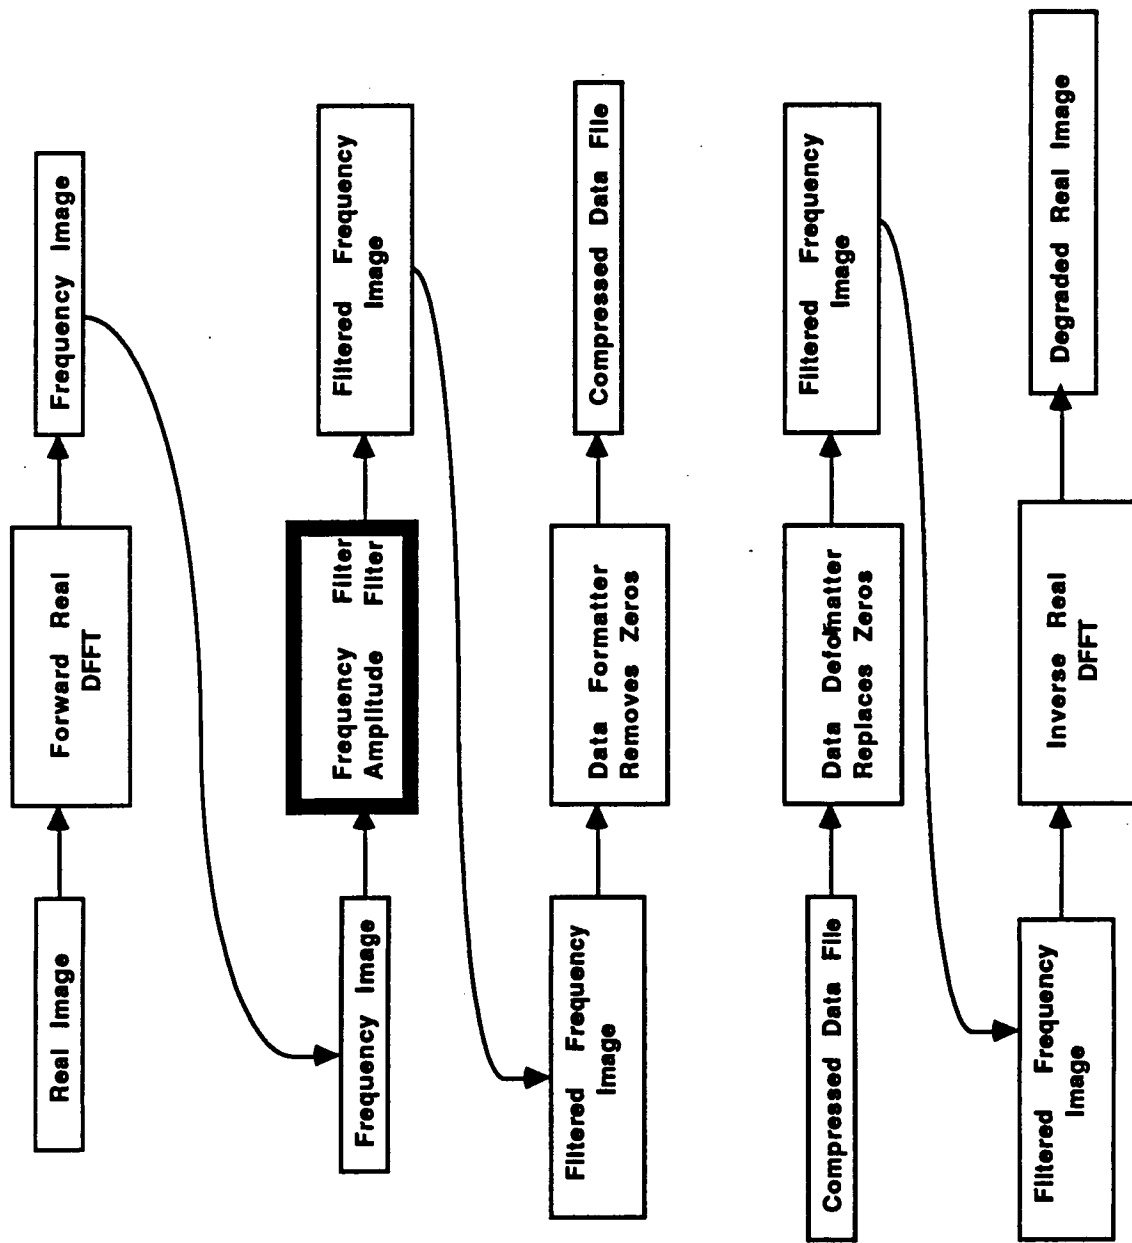 Real Image
Forward Real
DFFT
Frequency Image
Frequency Image
Frequency Filter
Amplitude Filter
Filtered Frequency
Image
Filtered Frequency
Image
Data Formatter
Removes Zeros
Compressed Data File
Compressed Data File
Data Deformatter
Replaces Zeros
Filtered Frequency
Image
Filtered Frequency
Image
Inverse Real
DFFT
Degraded Real Image